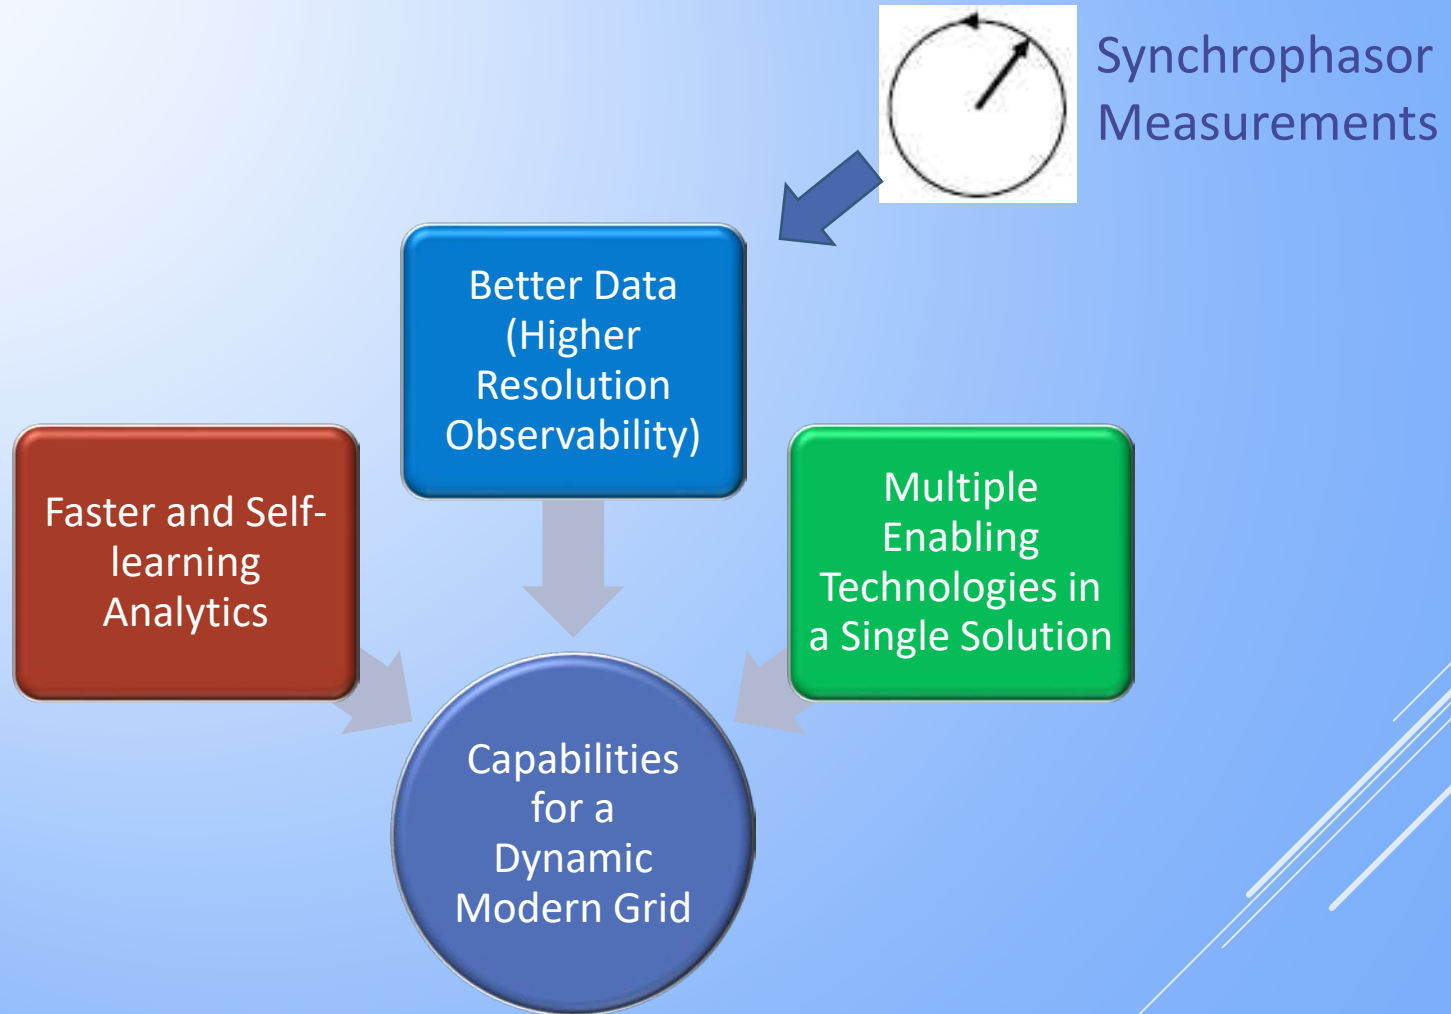 Synchrophasor
Measurements
Better Data
(Higher
Resolution
Observability)
Faster and Self-
learning
Analytics
Multiple
Enabling
Technologies in
a Single Solution
Capabilities
for a
Dynamic
Modern Grid